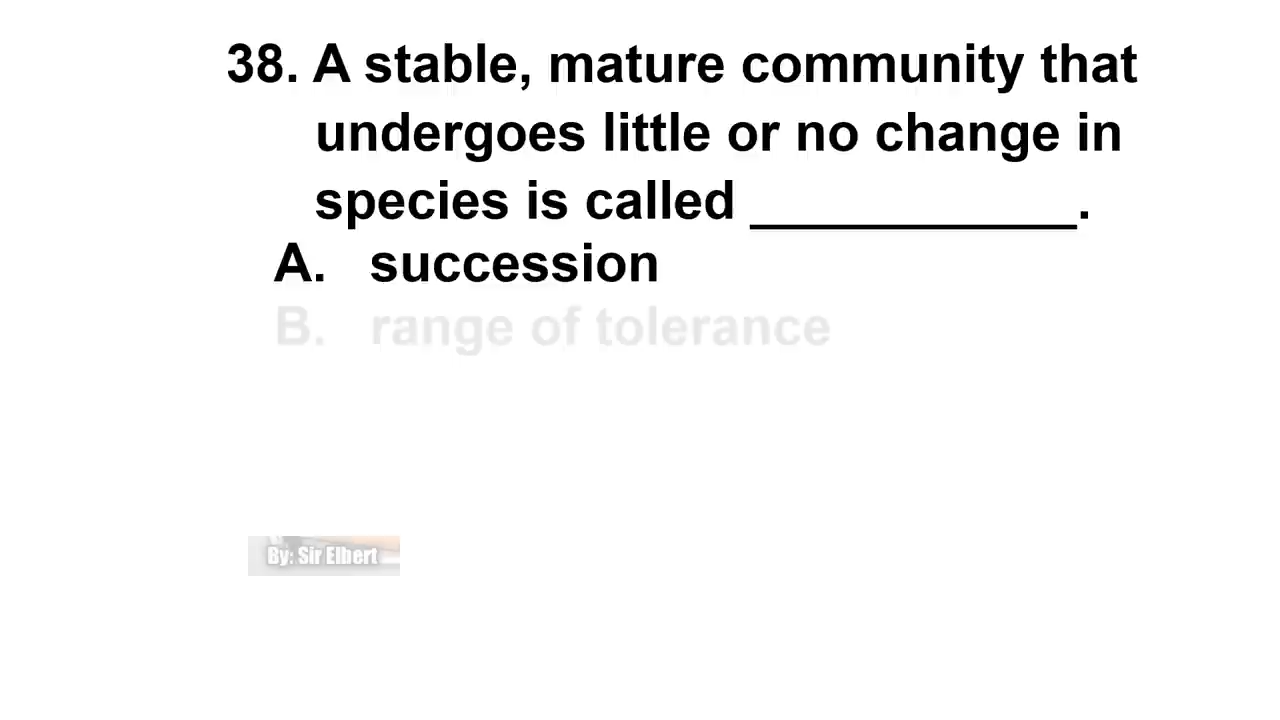 38. A stable, mature community that
undergoes little or no change in
species is called ____________.
A. succession
B. range of tolerance
By: Sir Elbert